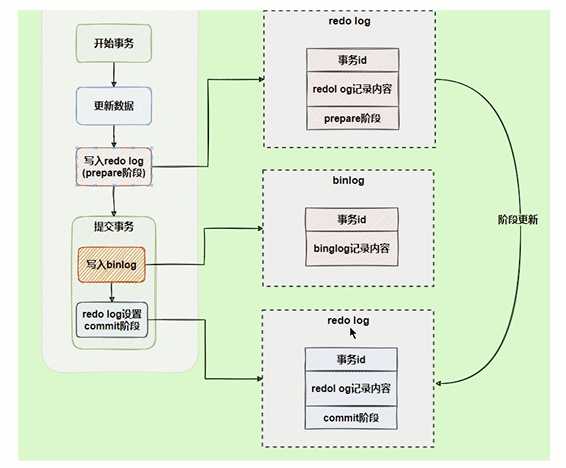 开始事务
更新数据
写入redo log
(prepare阶段)
提交事务
写入binlog
redo log设置
commit阶段
redo log
事务id
redol og记录内容
prepare阶段
binlog
事务id
binglog记录内容
redo log
事务id
redol og记录内容
commit阶段
阶段更新